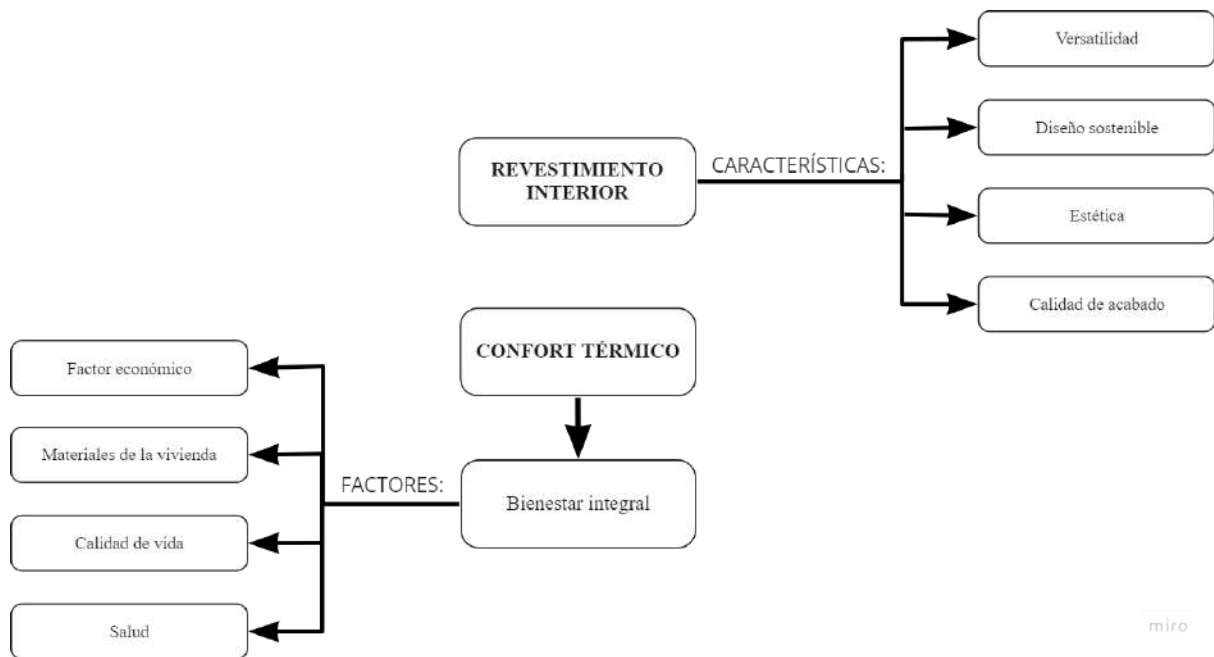 Versatilidad
Diseño sostenible
REVESTIMIENTO
INTERIOR
CARACTERÍSTICAS:
Estética
Calidad de acabado
CONFORT TÉRMICO
Factor económico
Materiales de la vivienda
FACTORES:
Bienestar integral
Calidad de vida
Salud
miro